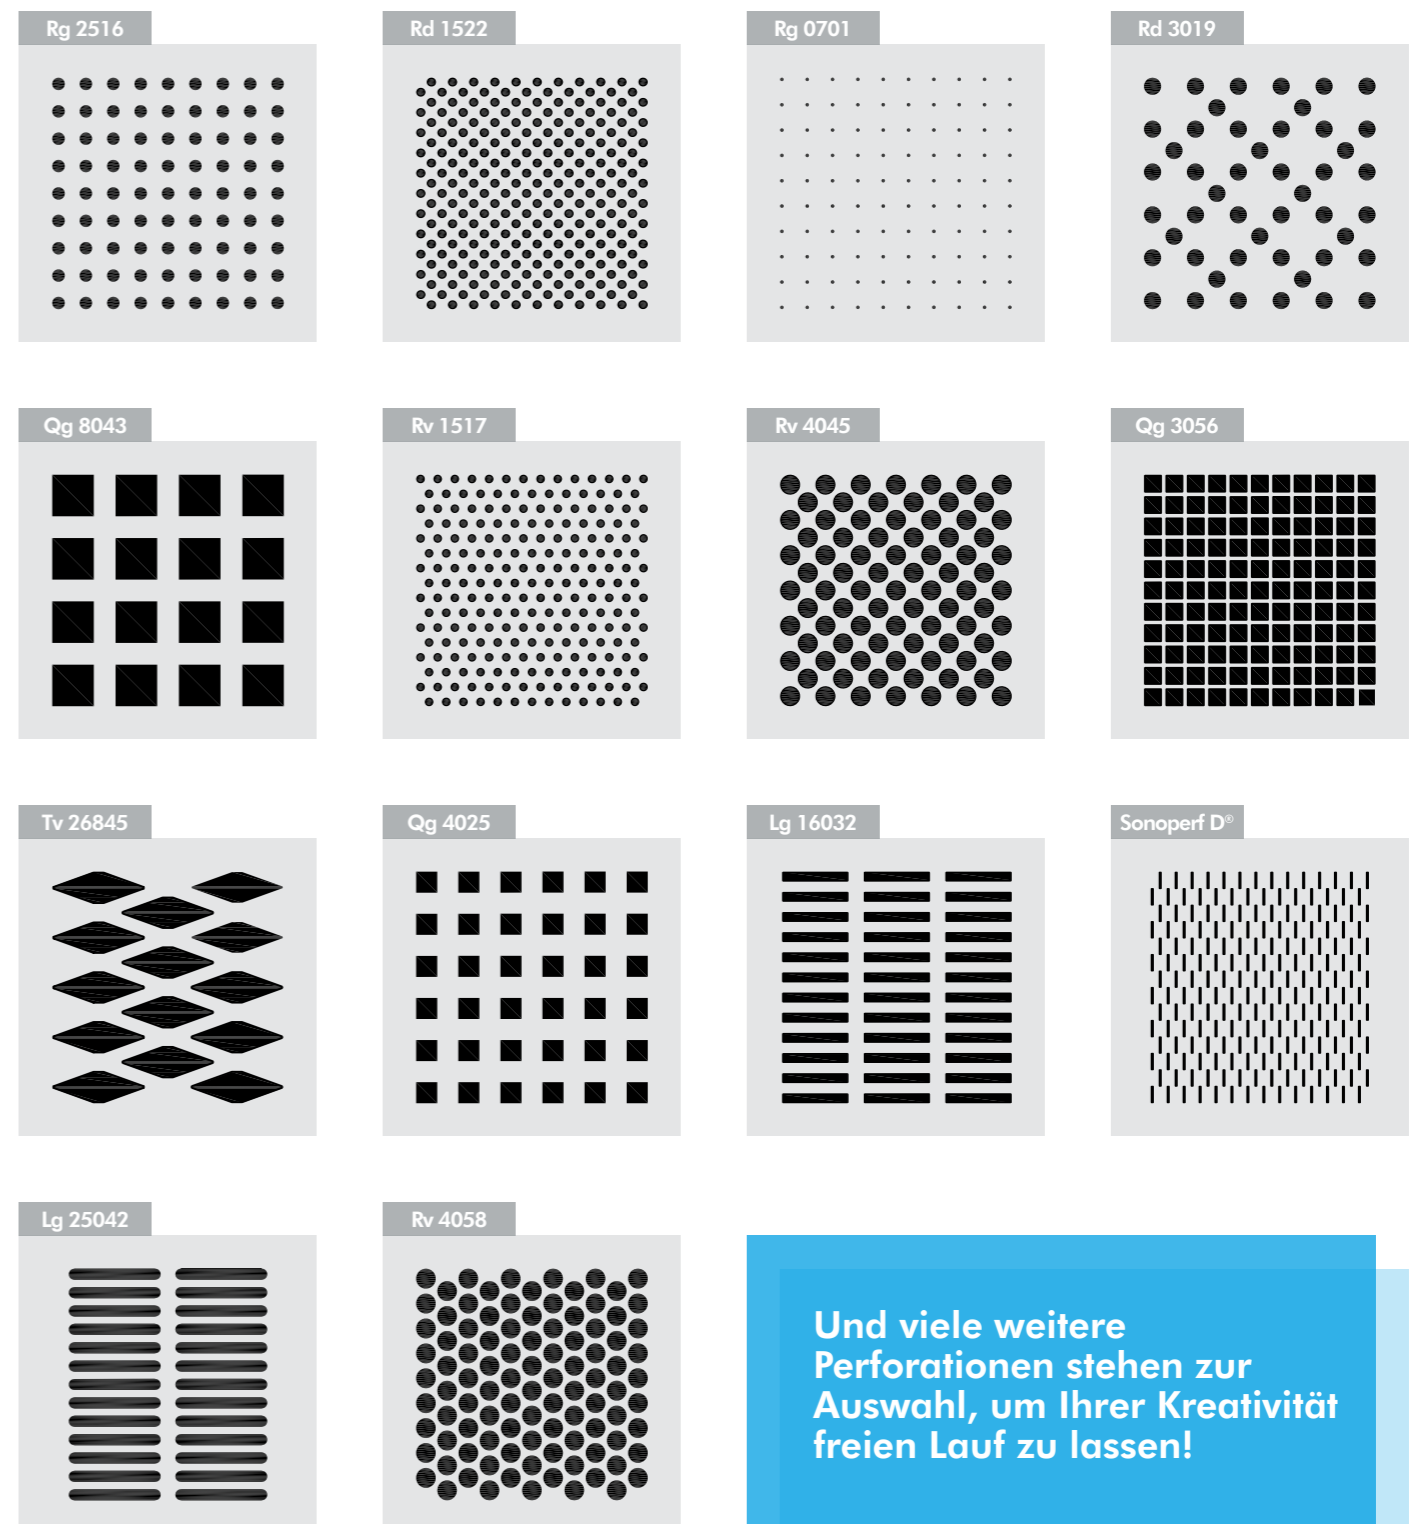 Rg 2516
Rd 1522
Rg 0701
Rd 3019
Qg 8043
Rv 1517
Rv 4045
Qg 3056
Tv 26845
Qg 4025
Lg 16032
Sonoperf D®
Lg 25042
Rv 4058
Und viele weitere
Perforationen stehen zur
Auswahl, um Ihrer Kreativität
freien Lauf zu lassen!